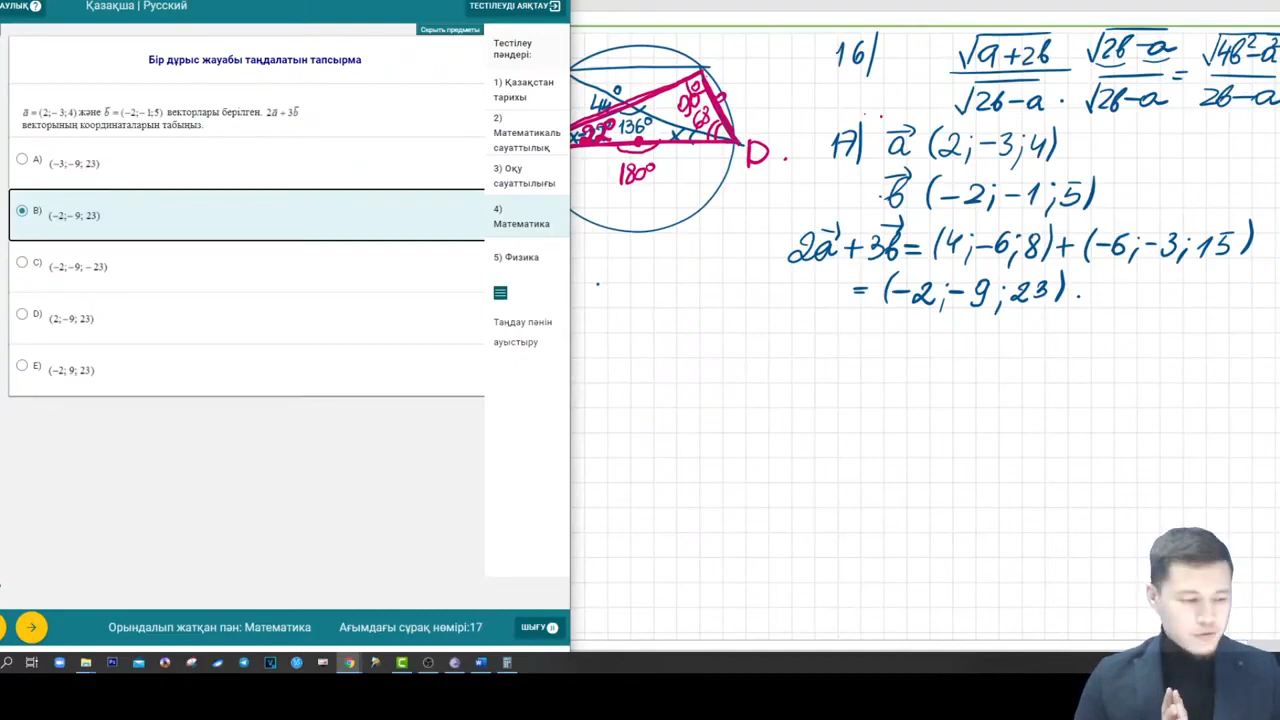 АУЛЫҚ ?
Қазақша | Русский
ТЕСТІЛЕУДІ АЯҚТАУ
Скрыть предметы
Бір дұрыс жауабы таңдалатын тапсырма
a = (2;−3;4) және b = (−2;−1;5) векторлары берілген. 2a + 3b
векторының координаталарын табыңыз.
A) (−3;−9; 23)
B) (−2;−9; 23)
C) (−2;−9;−23)
D) (2;−9; 23)
E) (−2; 9; 23)
Тестілеу
пәндері:
1) Қазақстан
тарихы
2)
Математикаль
сауаттылық
3) Оқу
сауаттылығы
4)
Математика
5) Физика
Таңдау пәнін
ауыстыру
Орындалып жатқан пән: Математика
Ағымдағы сұрақ нөмірі:17
ШЫҒУ
44°
136°
x
90°
D
180°
16) √(a+2b)/√(2b−a) · √(2b−a)/√(2b−a) = √(4b²−a²)/2b−a
17) a (2;−3;4)
b (−2;−1;5)
2a + 3b = (4;−6;8)+(−6;−3;15)
= (−2;−9;23).